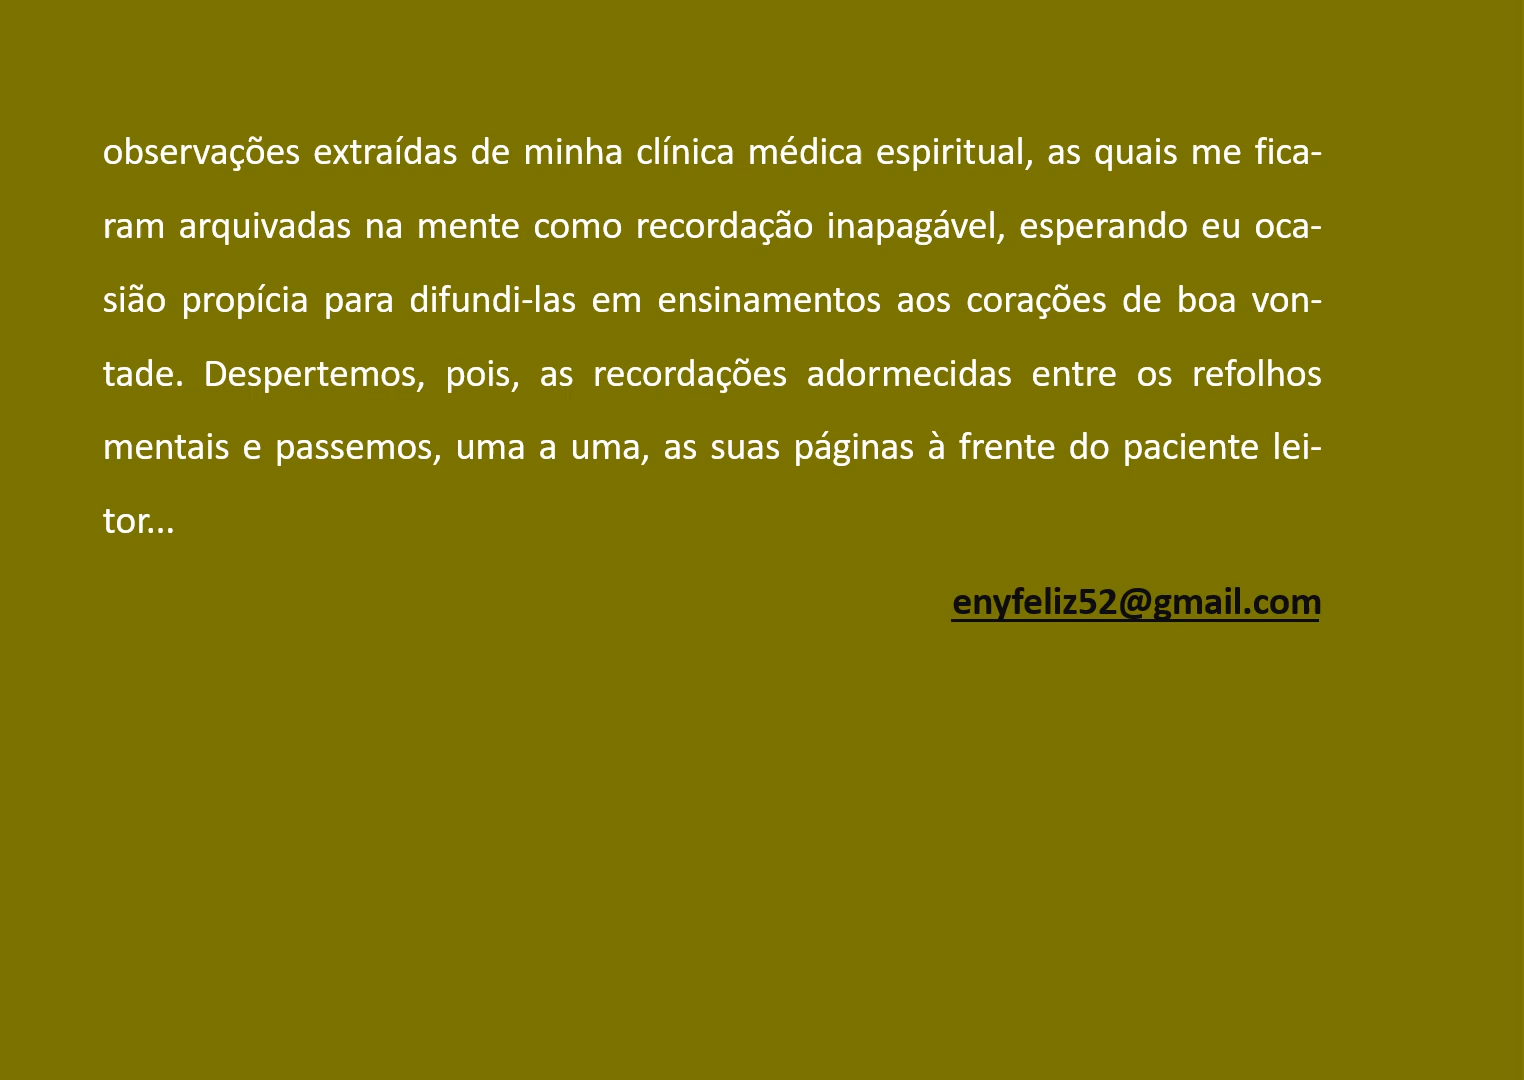 observações extraídas de minha clínica médica espiritual, as quais me fica-
ram arquivadas na mente como recordação inapagável, esperando eu oca-
sião propícia para difundi-las em ensinamentos aos corações de boa von-
tade. Despertemos, pois, as recordações adormecidas entre os refolhos
mentais e passemos, uma a uma, as suas páginas à frente do paciente lei-
tor...
enyfeliz52@gmail.com